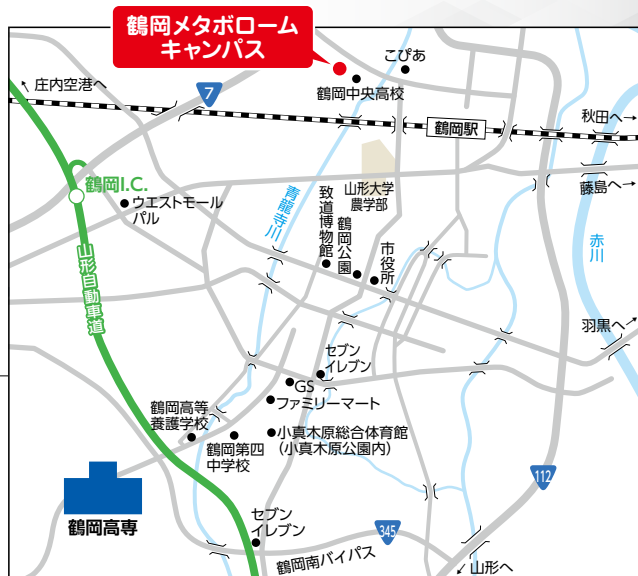 鶴岡メタボローム
キャンパス
こぴあ
鶴岡中央高校
庄内空港へ
7
鶴岡駅
秋田へ
藤島へ
鶴岡I.C.
ウエストモール
パル
青龍寺川
致道博物館
鶴岡公園
山形大学
農学部
市役所
赤川
羽黒へ
山形自動車道
セブン
イレブン
GS
ファミリーマート
小真木原総合体育館
(小真木原公園内)
鶴岡高等
養護学校
鶴岡第四
中学校
鶴岡高専
セブン
イレブン
鶴岡南バイパス
345
112
山形へ